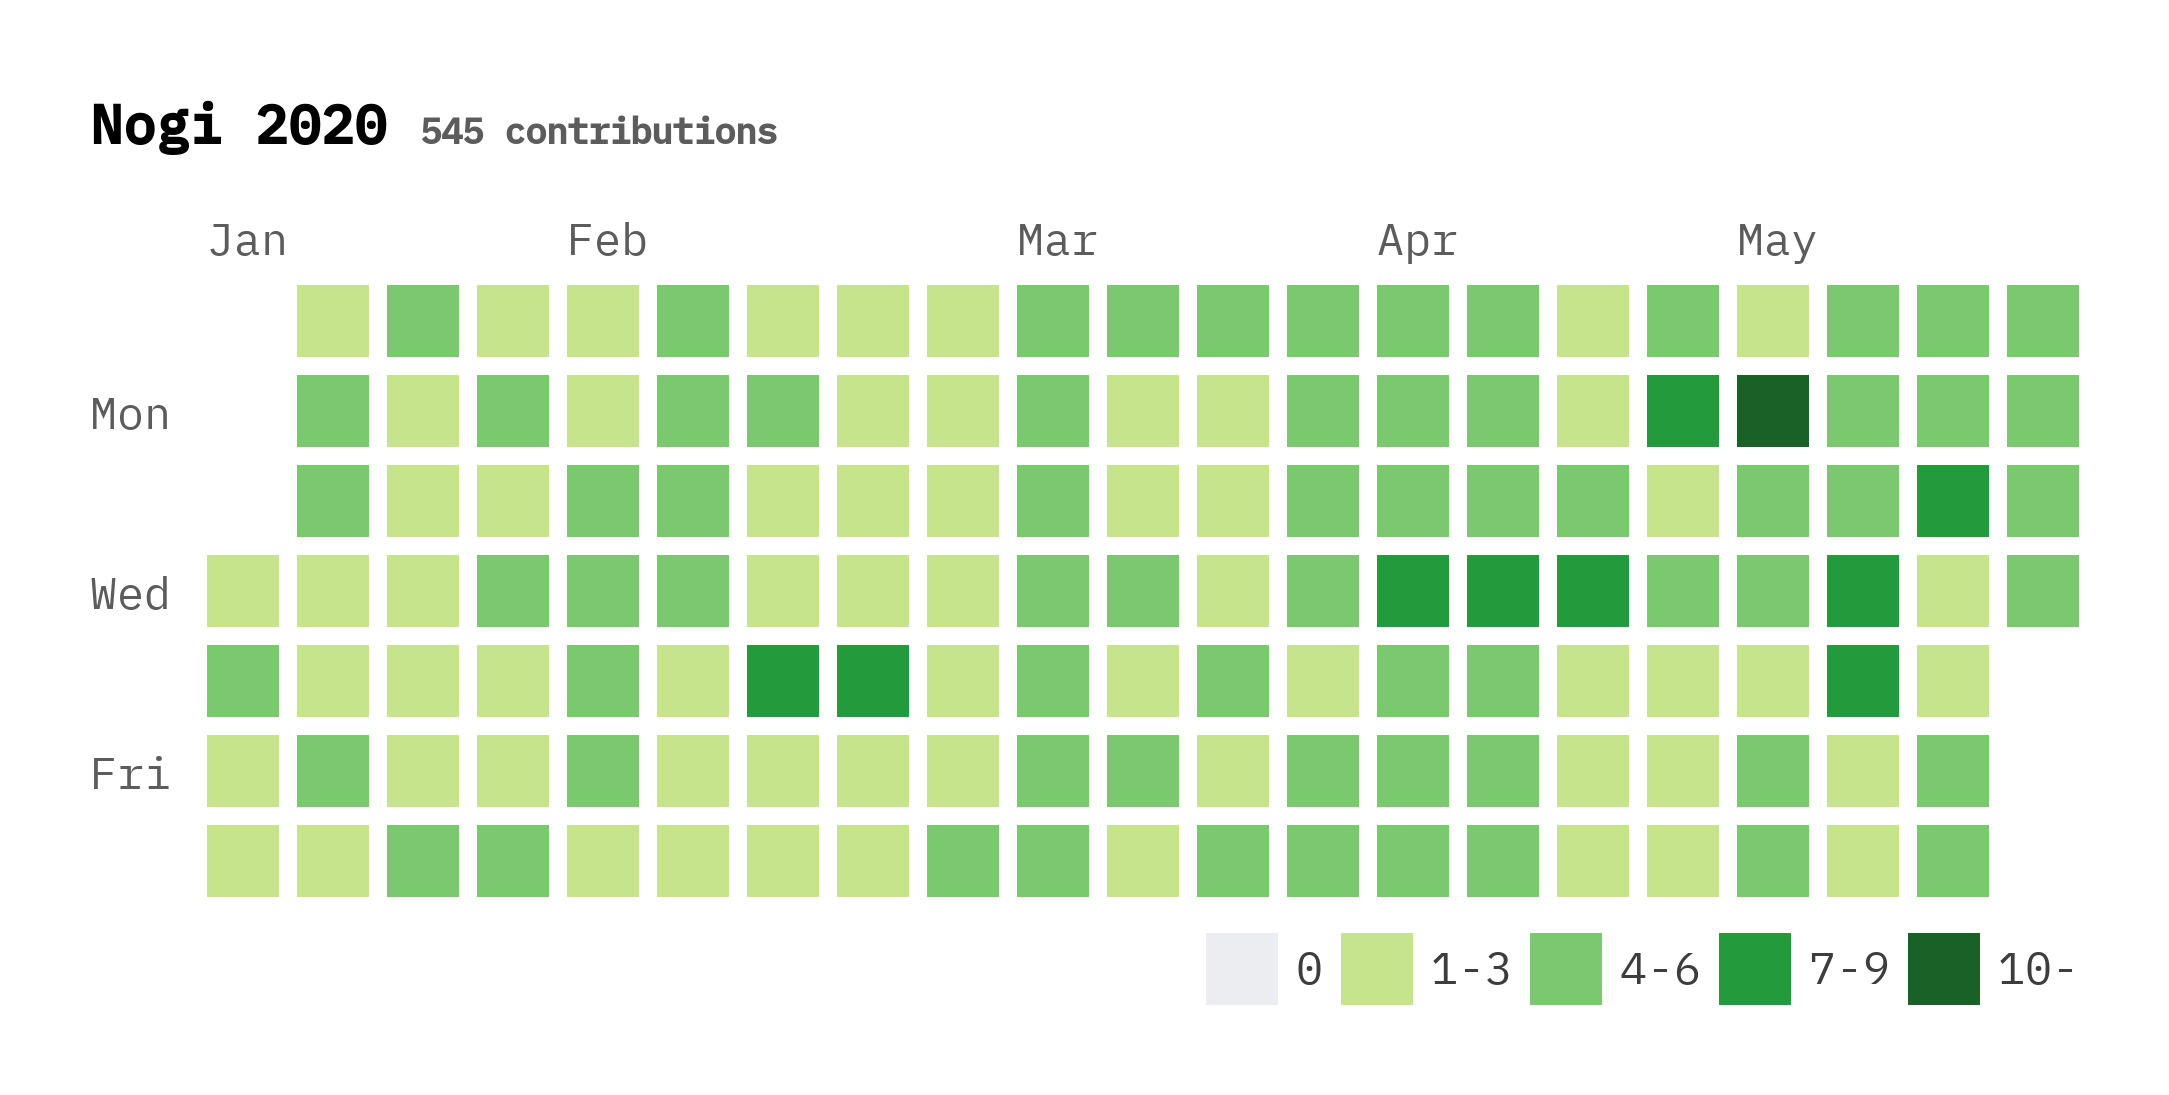 Nogi 2020 545 contributions
Jan Feb Mar Apr May
Mon
Wed
Fri
0 1-3 4-6 7-9 10-